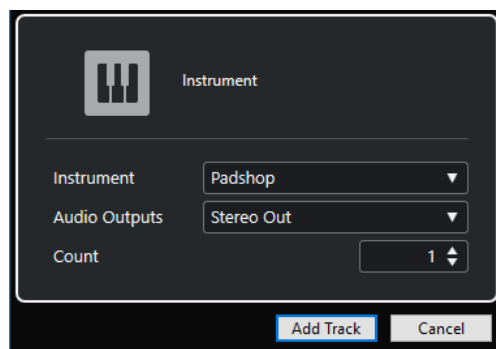 Instrument
Instrument Padshop
Audio Outputs Stereo Out
Count 1
Add Track Cancel